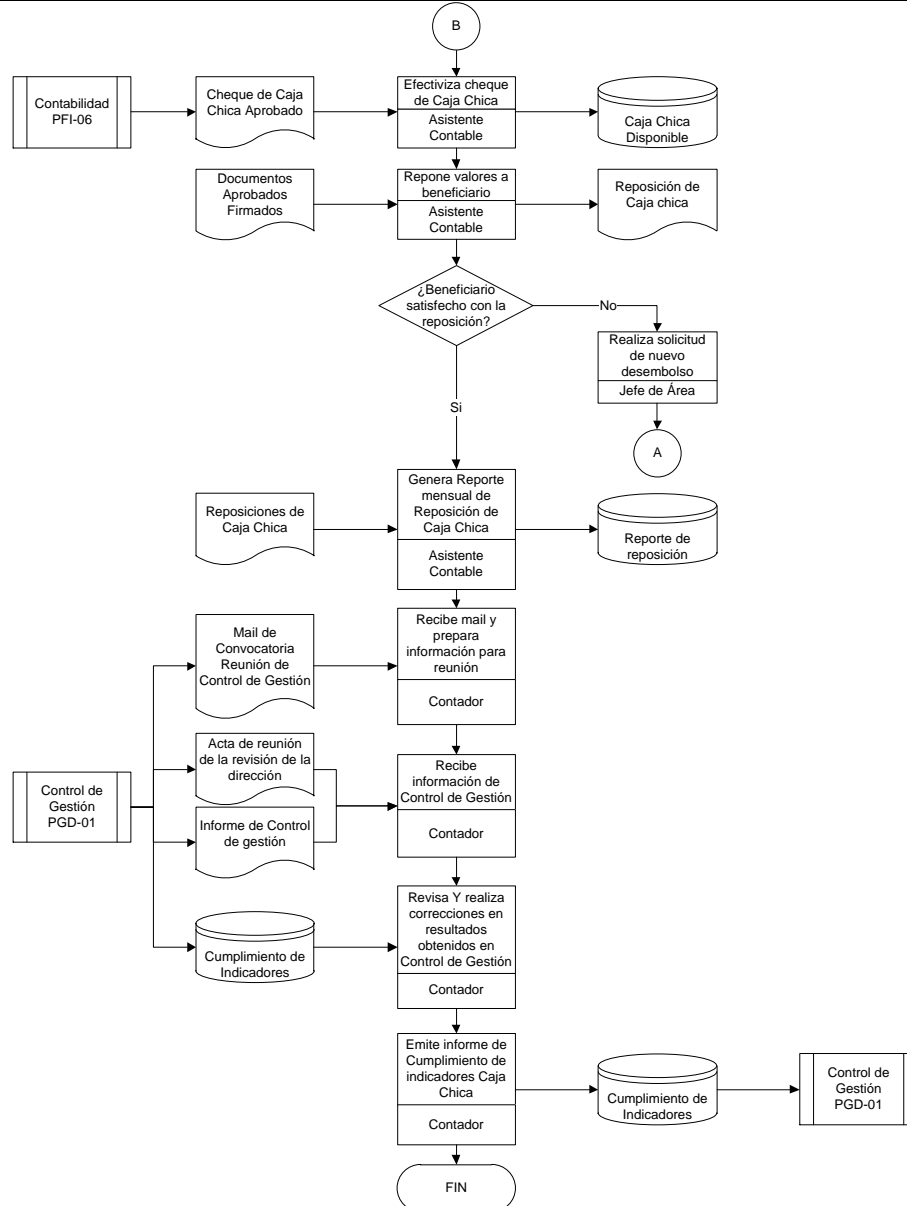 B
Contabilidad
PFI-06
Cheque de Caja
Chica Aprobado
Efectiviza cheque
de Caja Chica
Asistente
Contable
Caja Chica
Disponible
Documentos
Aprobados
Firmados
Repone valores a
beneficiario
Asistente
Contable
Reposición de
Caja chica
¿Beneficiario
satisfecho con la
reposición?
No
Realiza solicitud
de nuevo
desembolso
Jefe de Área
A
Si
Reposiciones de
Caja Chica
Genera Reporte
mensual de
Reposición de
Caja Chica
Asistente
Contable
Reporte de
reposición
Mail de
Convocatoria
Reunión de
Control de Gestión
Recibe mail y
prepara
información para
reunión
Contador
Control de
Gestión
PGD-01
Acta de reunión
de la revisión de la
dirección
Informe de Control
de gestión
Recibe
información de
Control de Gestión
Contador
Cumplimiento de
Indicadores
Revisa Y realiza
correcciones en
resultados
obtenidos en
Control de Gestión
Contador
Emite informe de
Cumplimiento de
indicadores Caja
Chica
Contador
Cumplimiento de
Indicadores
Control de
Gestión
PGD-01
FIN